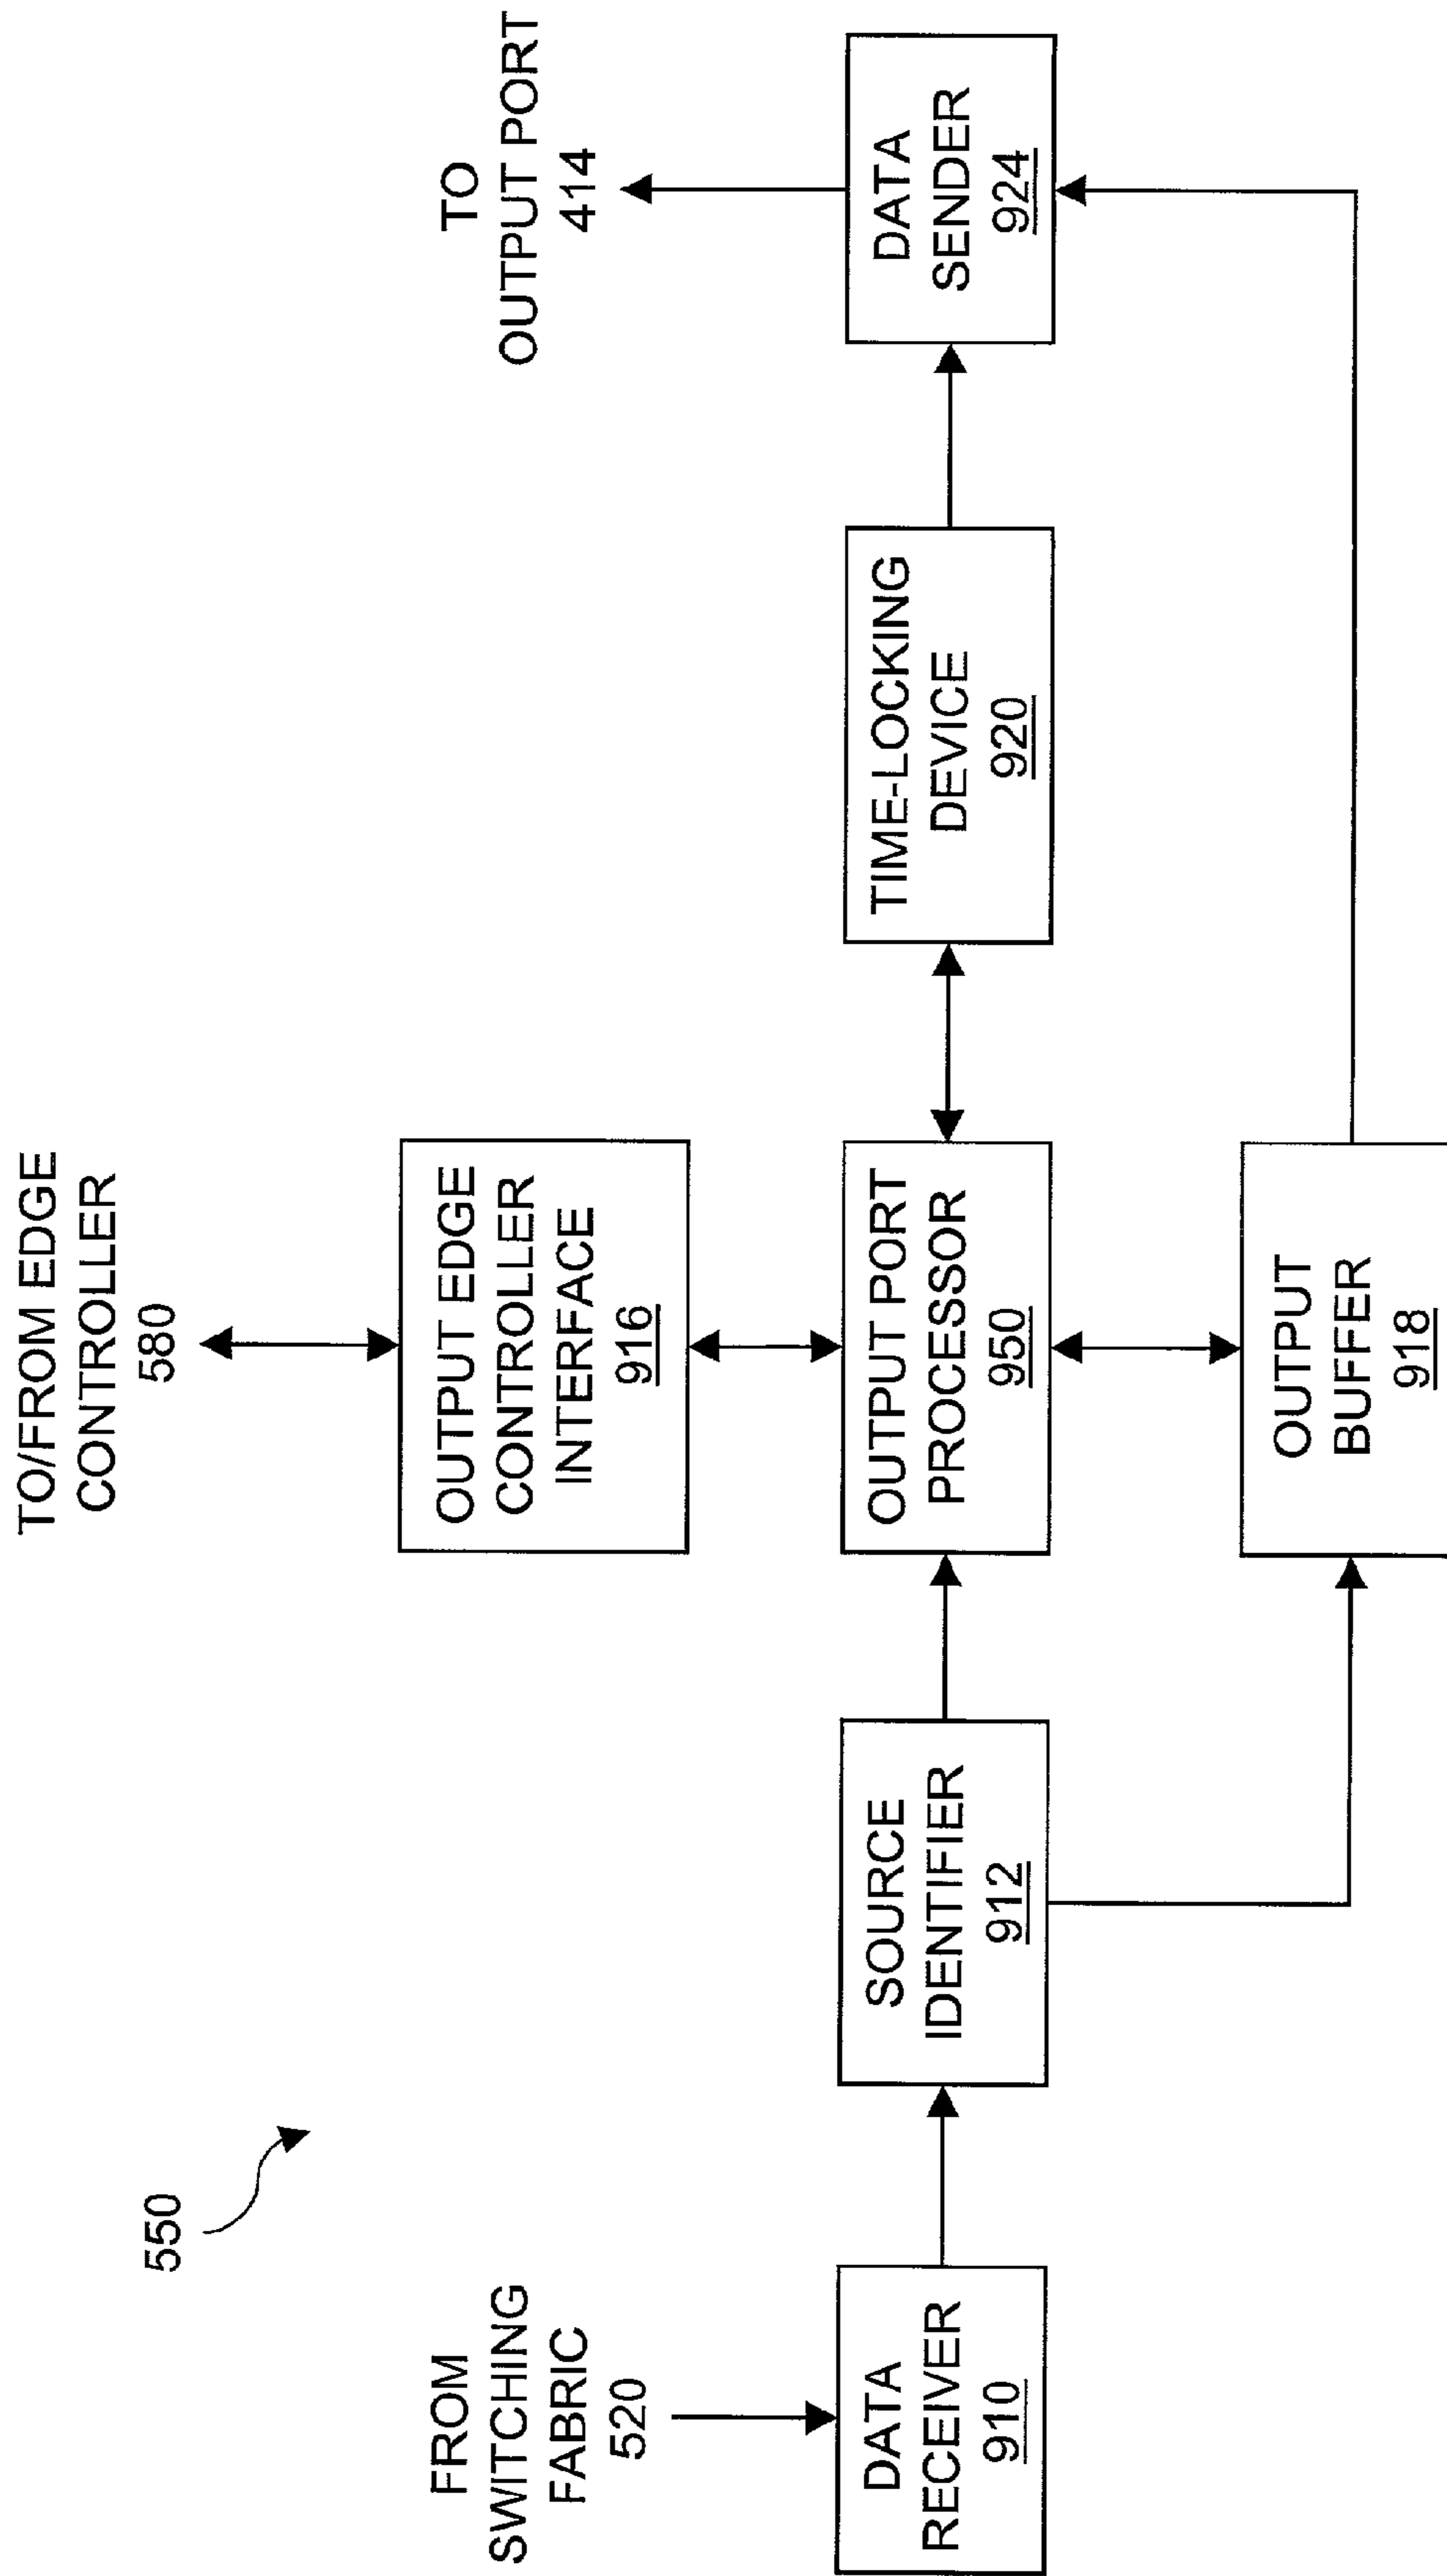 550
FROM
SWITCHING
FABRIC
520
TO/FROM EDGE
CONTROLLER
580
TO
OUTPUT PORT
414
OUTPUT EDGE
CONTROLLER
INTERFACE
916
DATA
RECEIVER
910
SOURCE
IDENTIFIER
912
OUTPUT PORT
PROCESSOR
950
TIME-LOCKING
DEVICE
920
DATA
SENDER
924
OUTPUT
BUFFER
918